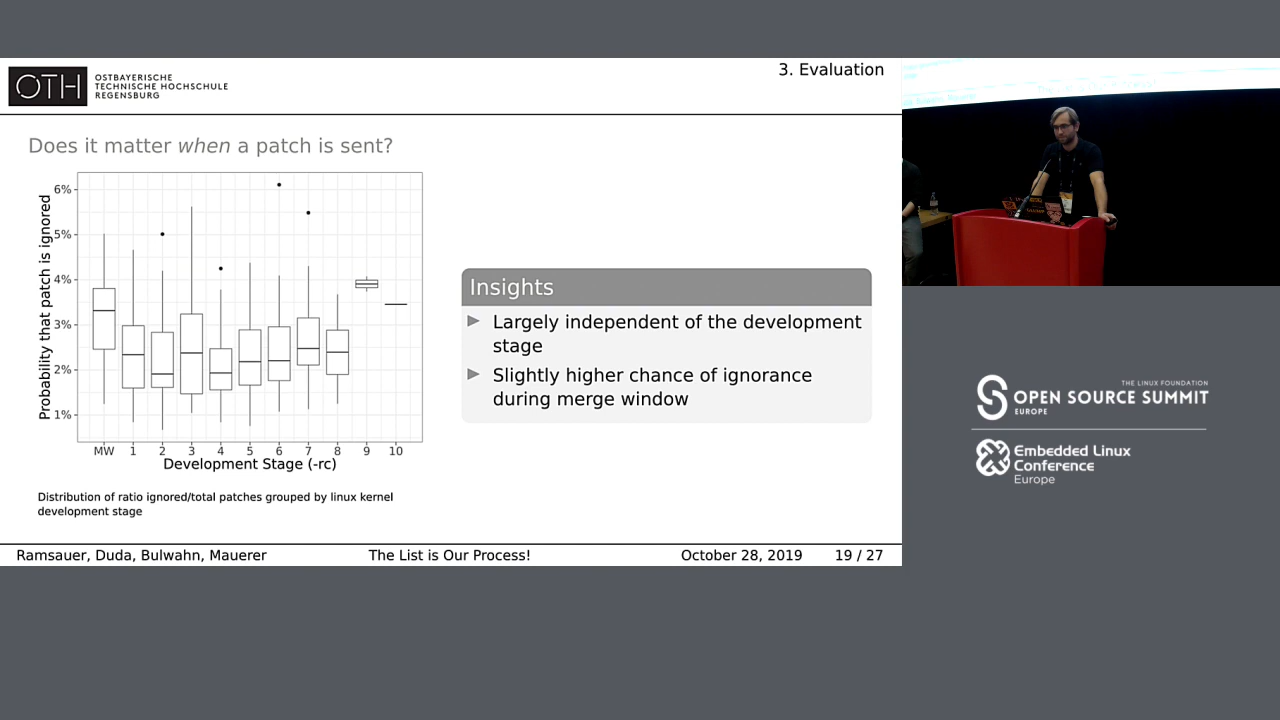 OTH
OSTBAYERISCHE
TECHNISCHE HOCHSCHULE
REGENSBURG
3. Evaluation
Does it matter when a patch is sent?
Probability that patch is ignored
6%
5%
4%
3%
2%
1%
MW 1 2 3 4 5 6 7 8 9 10
Development Stage (-rc)
Distribution of ratio ignored/total patches grouped by linux kernel
development stage
Insights
Largely independent of the development
stage
Slightly higher chance of ignorance
during merge window
Ramsauer, Duda, Bulwahn, Mauerer The List is Our Process! October 28, 2019 19 / 27
THE LINUX FOUNDATION
OPEN SOURCE SUMMIT
EUROPE
Embedded Linux
Conference
Europe